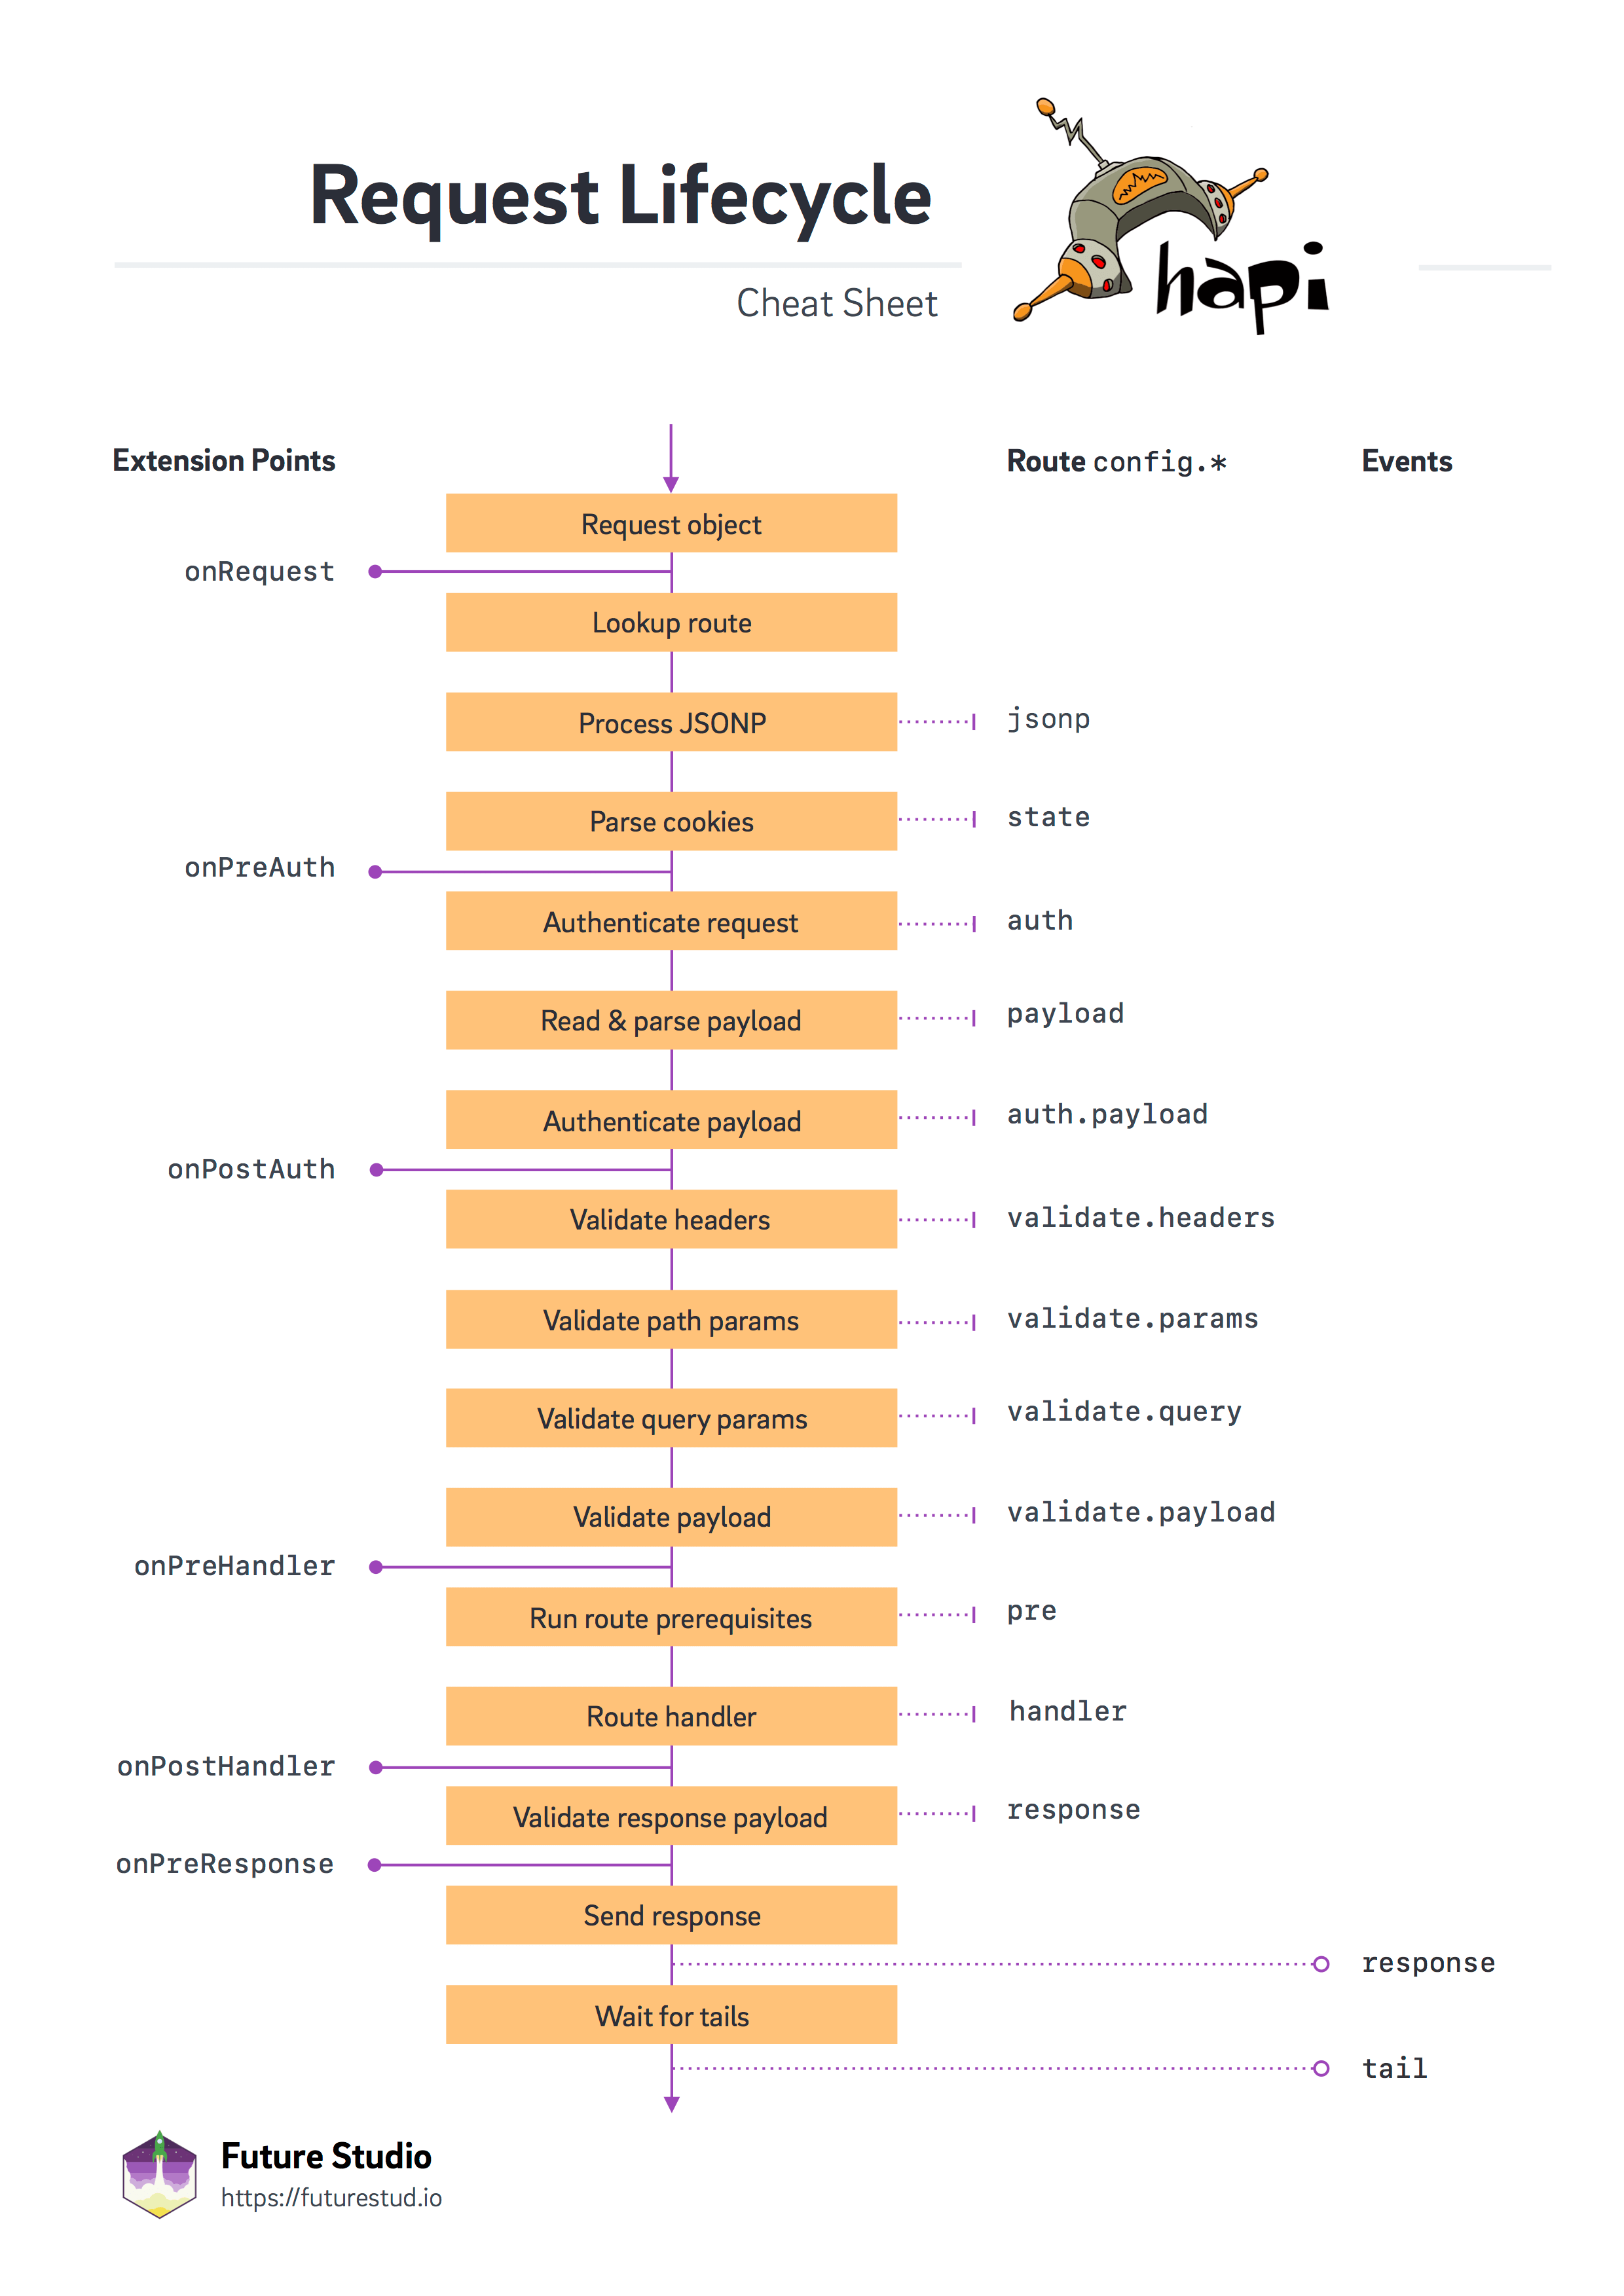 Request Lifecycle
Cheat Sheet
hapi
Extension Points
Route config.*
Events
Request object
onRequest
Lookup route
Process JSONP
jsonp
Parse cookies
state
onPreAuth
Authenticate request
auth
Read & parse payload
payload
Authenticate payload
auth.payload
onPostAuth
Validate headers
validate.headers
Validate path params
validate.params
Validate query params
validate.query
Validate payload
validate.payload
onPreHandler
Run route prerequisites
pre
Route handler
handler
onPostHandler
Validate response payload
response
onPreResponse
Send response
response
Wait for tails
tail
Future Studio
https://futurestud.io